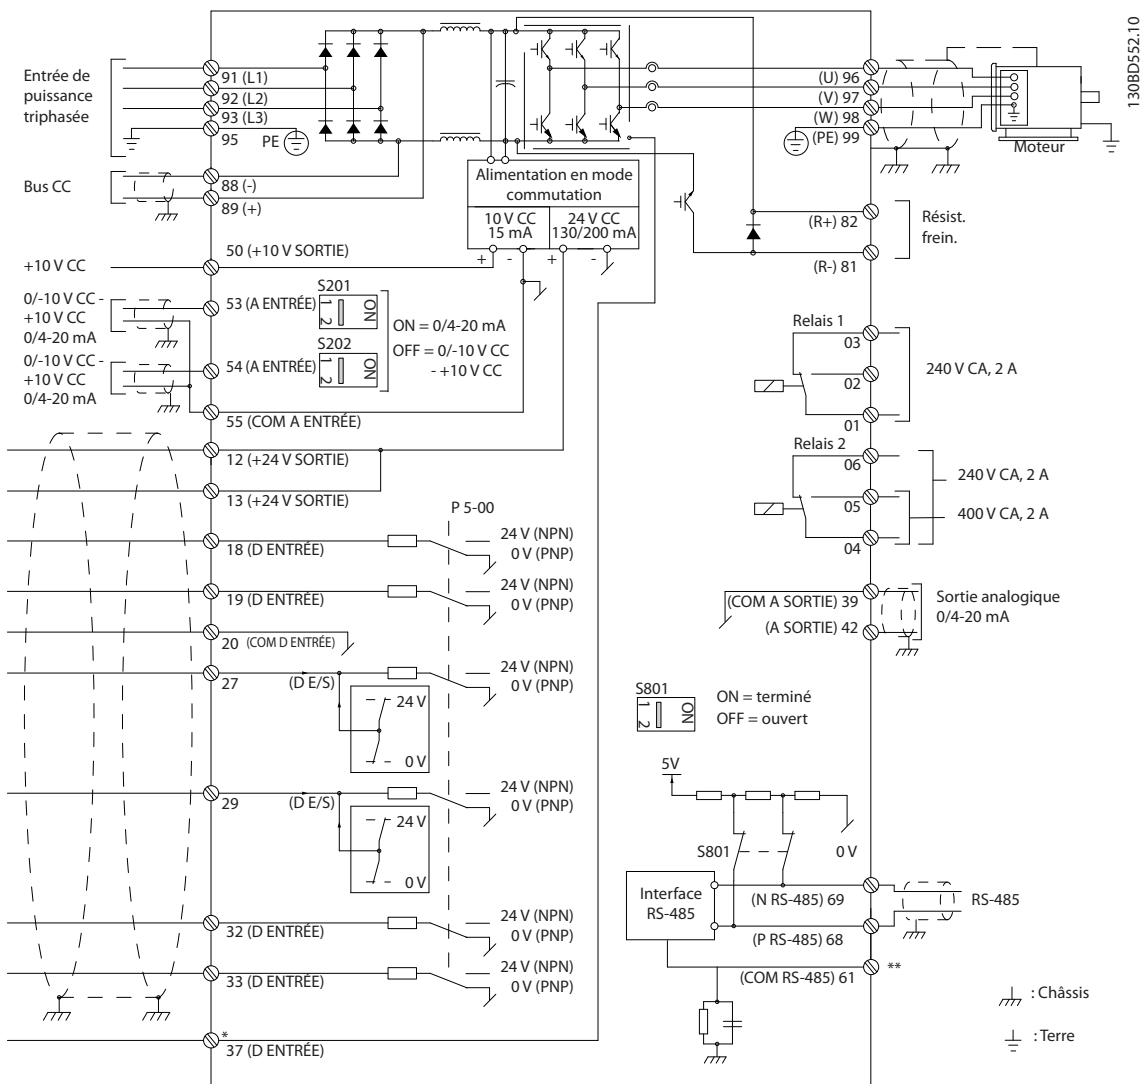 130BD552.10
Entrée de
puissance
triphasée
91 (L1)
92 (L2)
93 (L3)
95
PE
Bus CC
88 (-)
89 (+)
Alimentation en mode
commutation
10 V CC
15 mA
24 V CC
130/200 mA
+ - + -
(U) 96
(V) 97
(W) 98
(PE) 99
Moteur
(R+) 82
(R-) 81
Résist.
frein.
+10 V CC
50 (+10 V SORTIE)
0/-10 V CC -
+10 V CC
0/4-20 mA
53 (A ENTRÉE)
S201
1 2
ON
0/-10 V CC -
+10 V CC
0/4-20 mA
54 (A ENTRÉE)
S202
1 2
ON
ON = 0/4-20 mA
OFF = 0/-10 V CC
- +10 V CC
55 (COM A ENTRÉE)
12 (+24 V SORTIE)
13 (+24 V SORTIE)
P 5-00
18 (D ENTRÉE)
24 V (NPN)
0 V (PNP)
19 (D ENTRÉE)
24 V (NPN)
0 V (PNP)
20 (COM D ENTRÉE)
27
(D E/S)
24 V (NPN)
0 V (PNP)
24 V
0 V
29
(D E/S)
24 V (NPN)
0 V (PNP)
24 V
0 V
32 (D ENTRÉE)
24 V (NPN)
0 V (PNP)
33 (D ENTRÉE)
24 V (NPN)
0 V (PNP)
*
37 (D ENTRÉE)
Relais 1
03
02
01
240 V CA, 2 A
Relais 2
06
05
04
240 V CA, 2 A
400 V CA, 2 A
(COM A SORTIE) 39
(A SORTIE) 42
Sortie analogique
0/4-20 mA
S801
1 2
ON
ON = terminé
OFF = ouvert
5V
S801
0 V
Interface
RS-485
(N RS-485) 69
(P RS-485) 68
(COM RS-485) 61
RS-485
**
: Châssis
: Terre